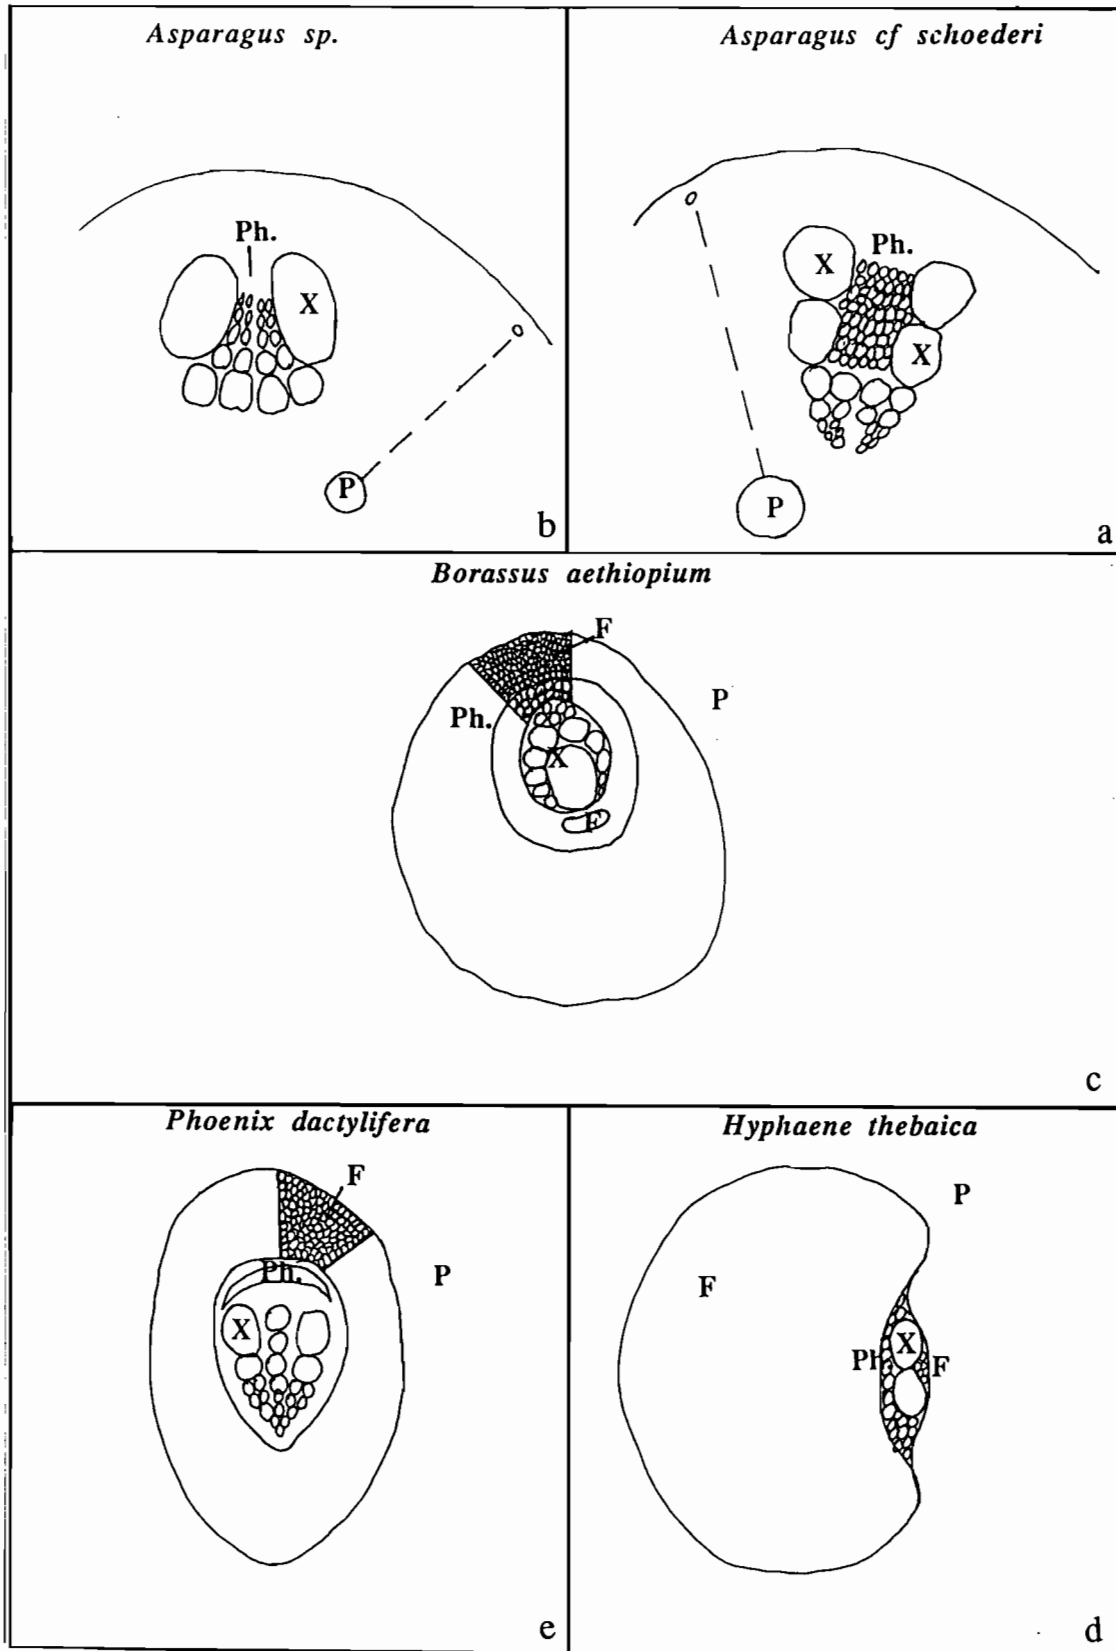 Asparagus sp.
Ph.
X
P
b
Asparagus cf schoederi
X
Ph.
X
P
a
Borassus aethiopium
F
P
Ph.
X
F
c
Phoenix dactylifera
F
Ph.
P
X
e
Hyphaene thebaica
P
F
X
Ph.
F
d